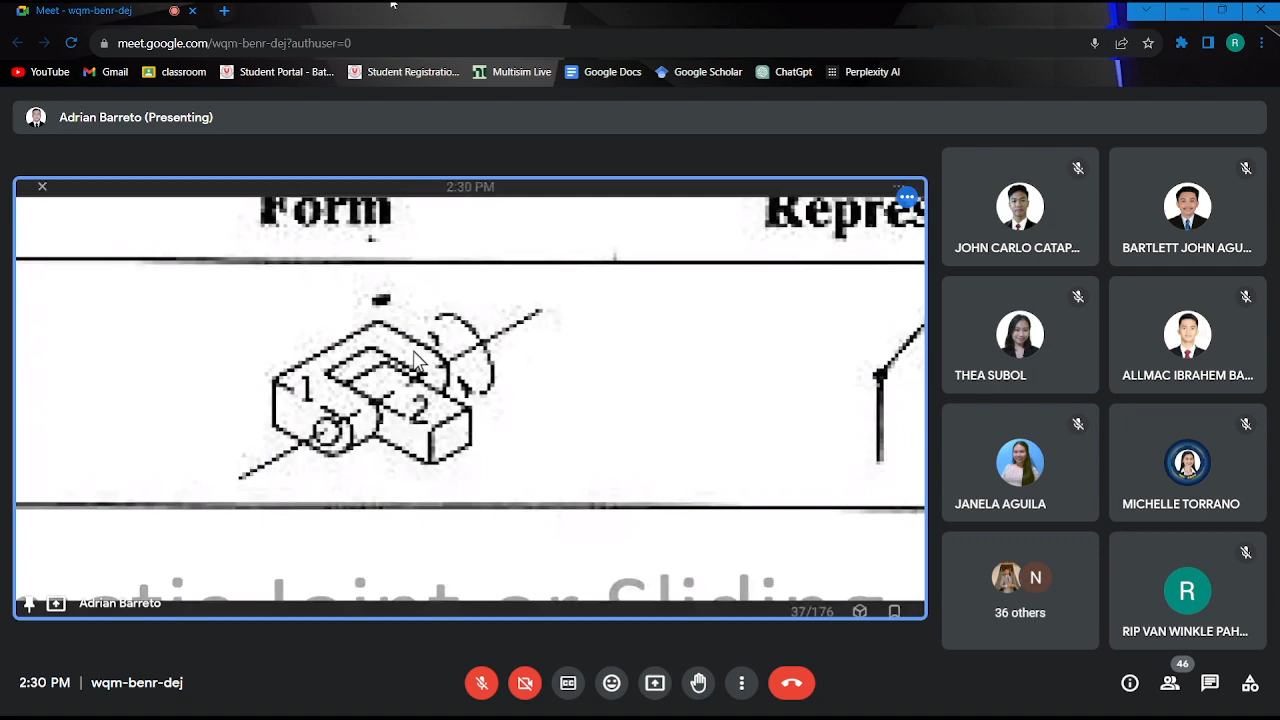 Meet - wqm-benr-dej
meet.google.com/wqm-benr-dej?authuser=0
R
YouTube
Gmail
classroom
Student Portal - Bat...
Student Registratio...
Multisim Live
Google Docs
Google Scholar
ChatGpt
Perplexity AI
Adrian Barreto (Presenting)
2:30 PM
Form
Repres
1
2
Joint or Sliding
Adrian Barreto
37/176
JOHN CARLO CATAP...
BARTLETT JOHN AGU...
THEA SUBOL
ALLMAC IBRAHEM BA...
JANELA AGUILA
MICHELLE TORRANO
N
36 others
R
RIP VAN WINKLE PAH...
2:30 PM | wqm-benr-dej
46